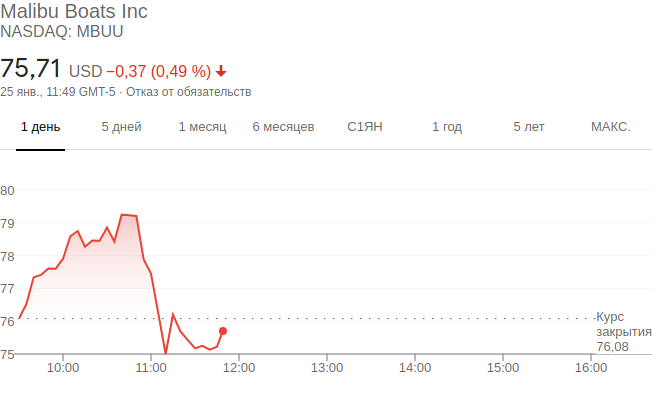 Malibu Boats Inc
NASDAQ: MBUU
75,71 USD −0,37 (0,49 %)
25 янв., 11:49 GMT-5 · Отказ от обязательств
1 день 5 дней 1 месяц 6 месяцев С1ЯН 1 год 5 лет МАКС.
80
79
78
77
76
75
Курс
закрытия
76,08
10:00 11:00 12:00 13:00 14:00 15:00 16:00